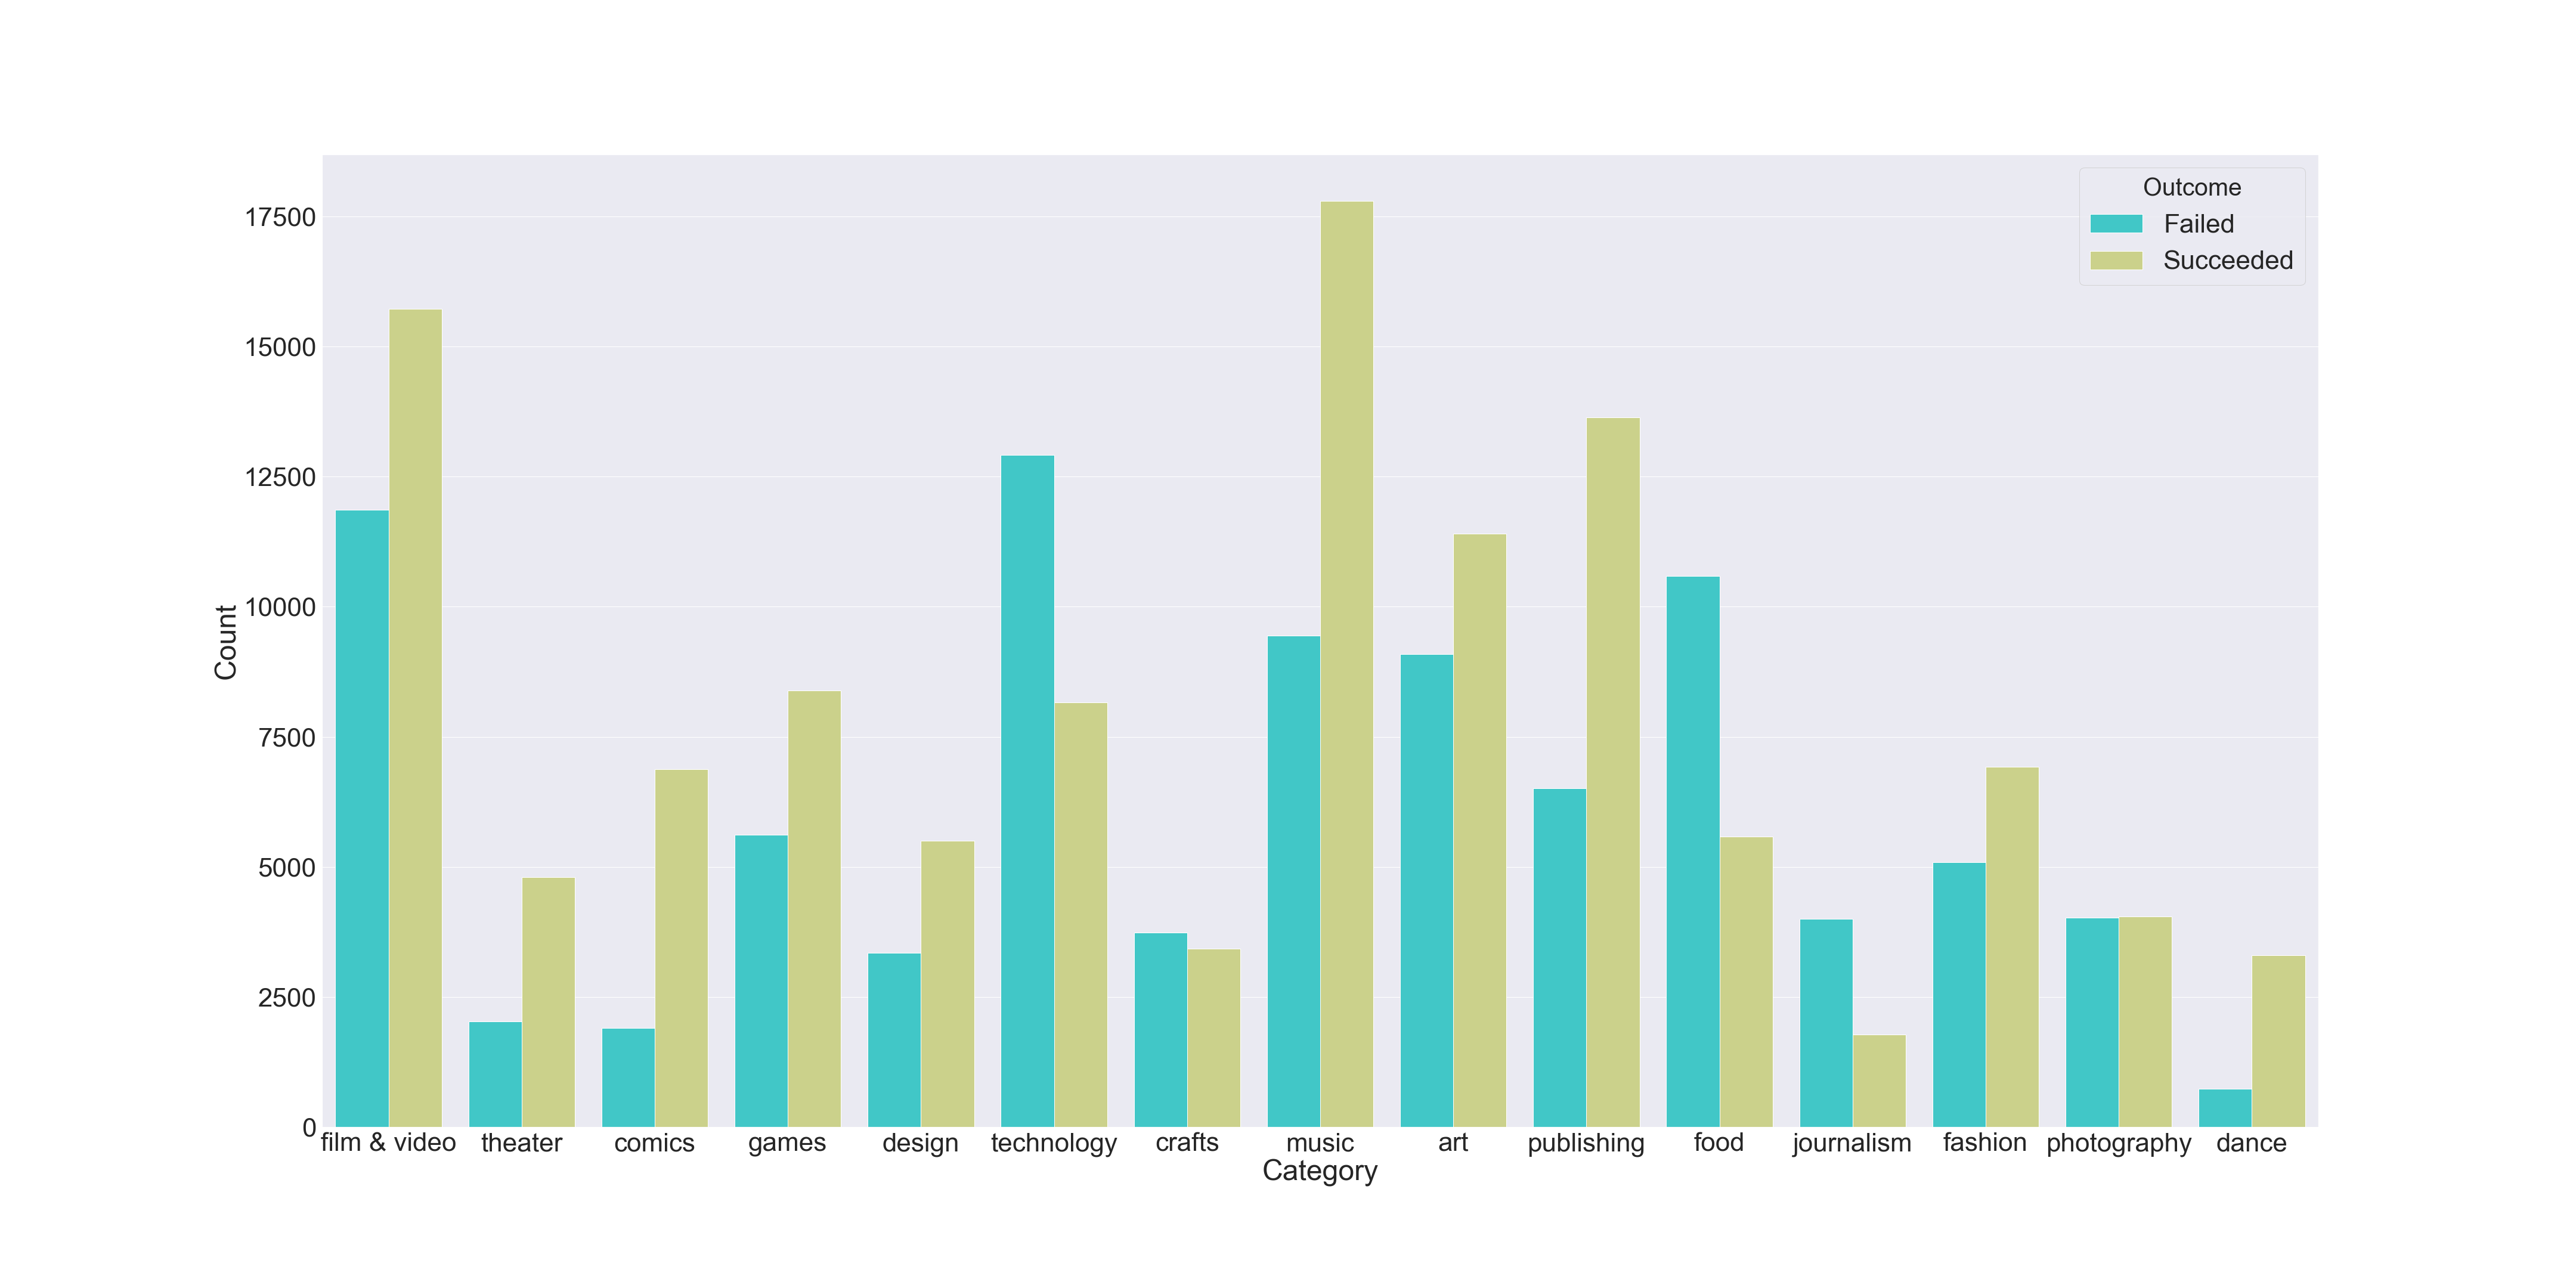 Outcome
Failed
Succeeded
17500
15000
12500
10000
7500
5000
2500
0
Count
film & video theater comics games design technology crafts music art publishing food journalism fashion photography dance
Category